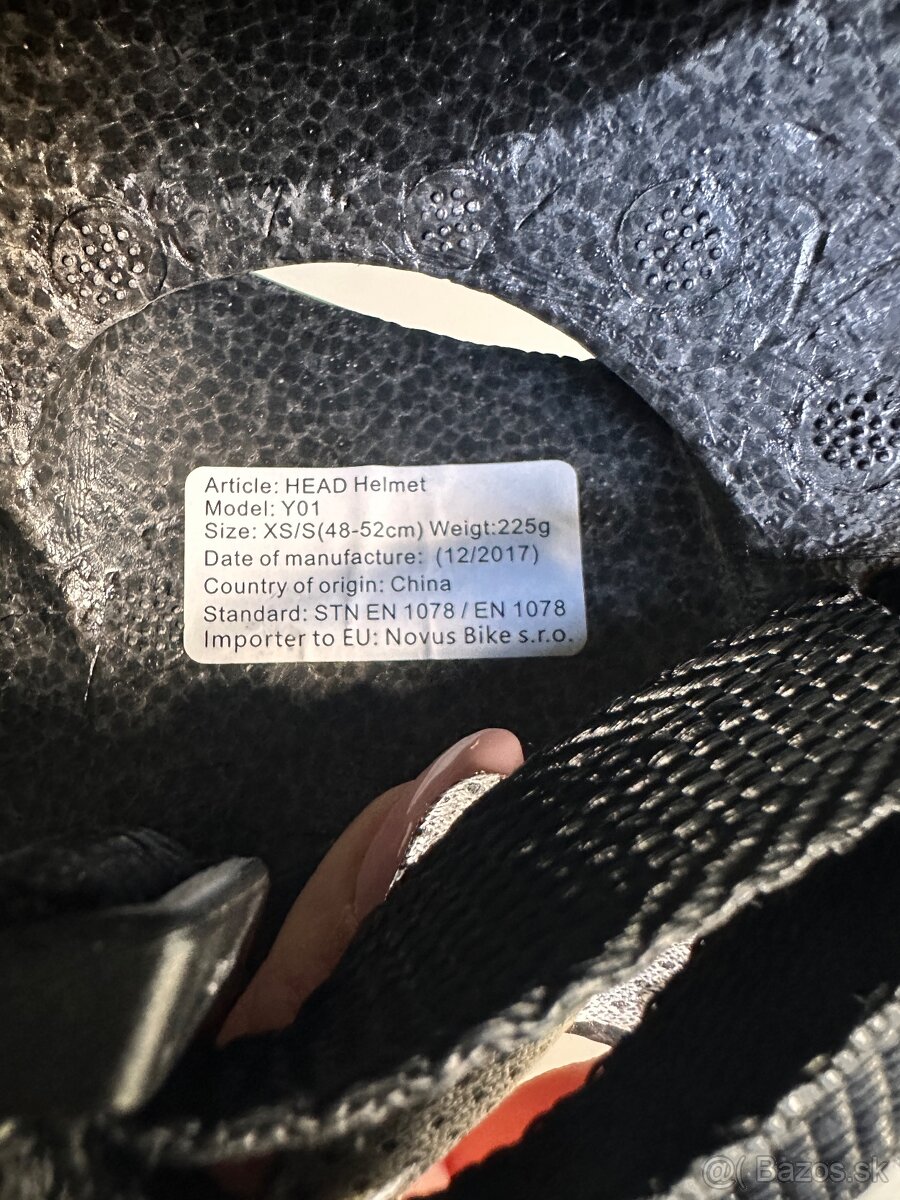 Article: HEAD Helmet
Model: Y01
Size: XS/S(48-52cm) Weigt:225g
Date of manufacture: (12/2017)
Country of origin: China
Standard: STN EN 1078 / EN 1078
Importer to EU: Novus Bike s.r.o.
@( Bazos.sk